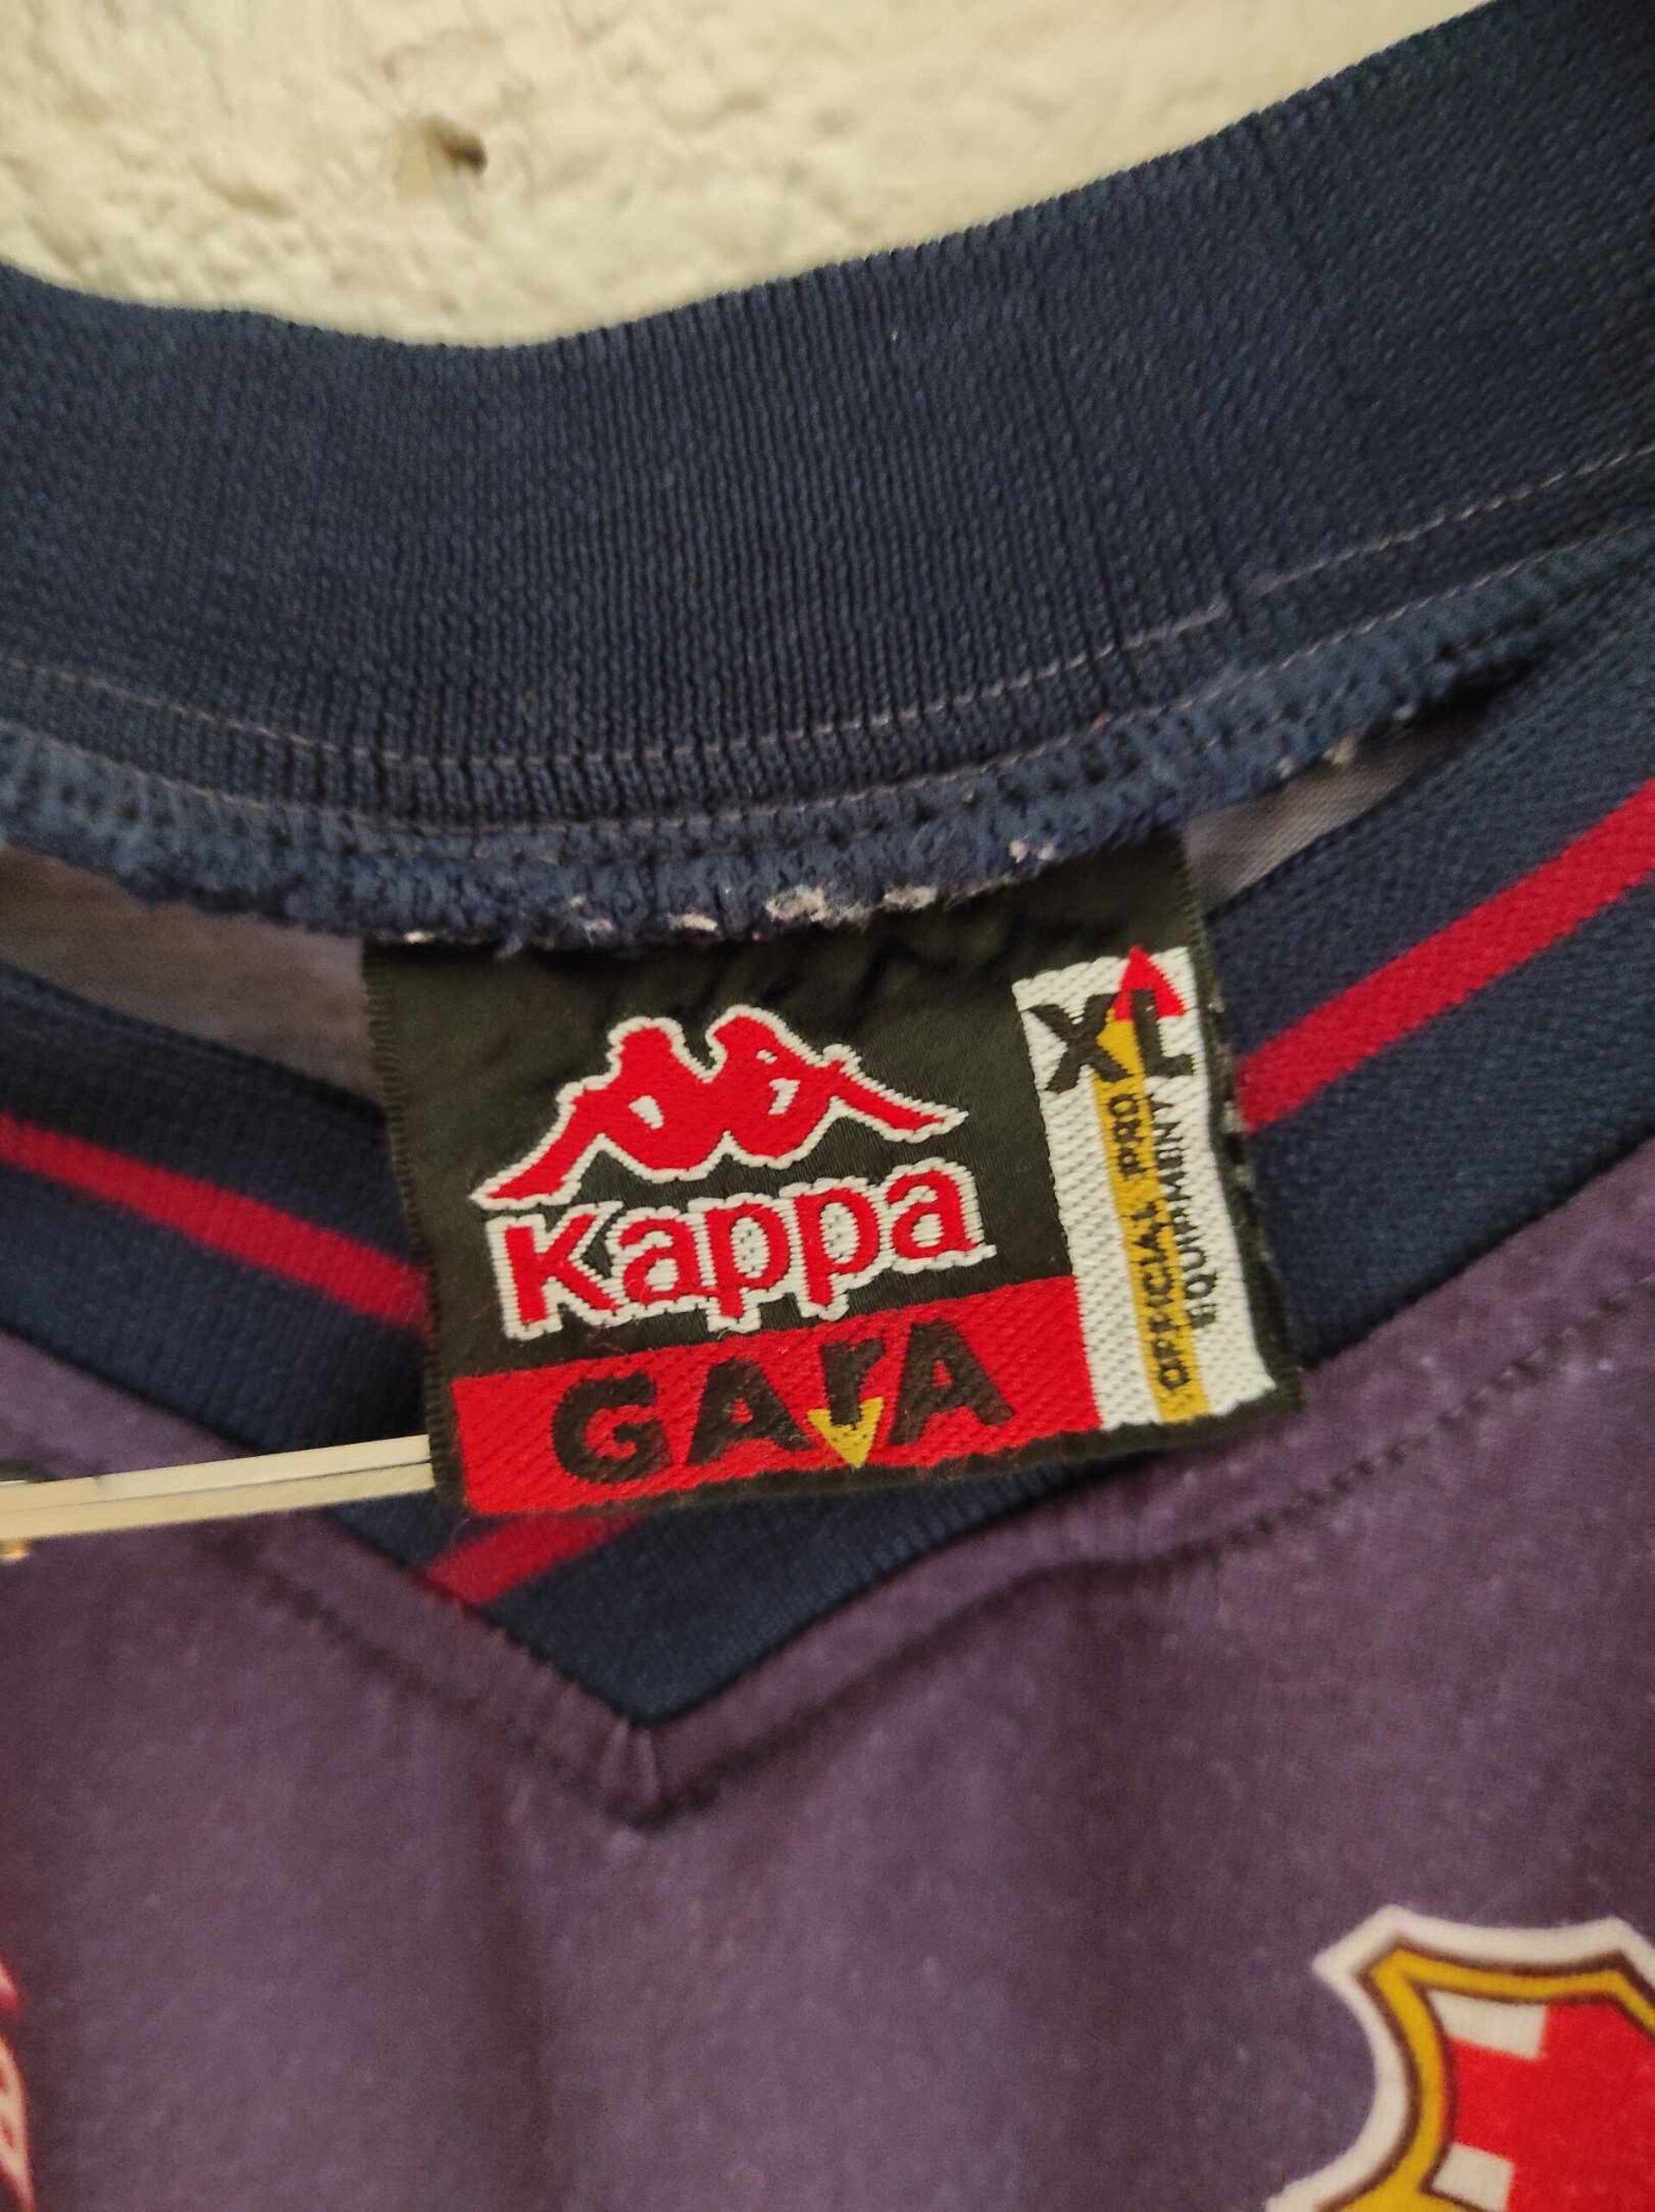 Kappa
GArA
XL
OFFICIAL PRO
EQUIPMENT